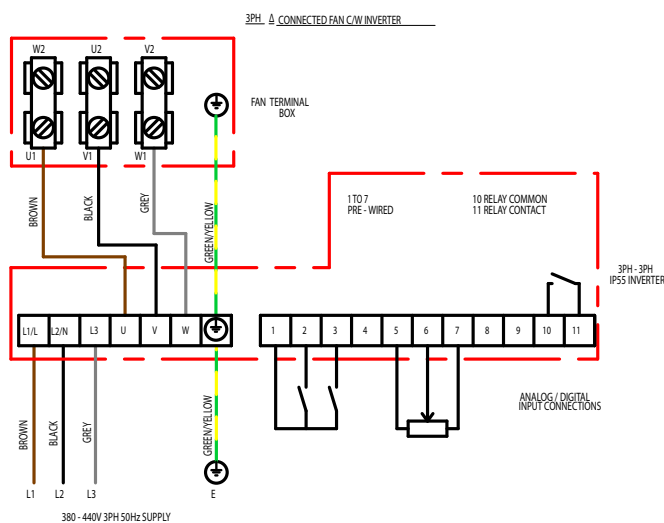 3PH Δ CONNECTED FAN C/W INVERTER
W2 U2 V2
FAN TERMINAL
BOX
U1 V1 W1
BROWN
BLACK
GREY
GREEN/YELLOW
1 TO 7
PRE - WIRED
10 RELAY COMMON
11 RELAY CONTACT
3PH - 3PH
IP55 INVERTER
L1/L L2/N L3 U V W
1 2 3 4 5 6 7 8 9 10 11
ANALOG / DIGITAL
INPUT CONNECTIONS
BROWN
BLACK
GREY
GREEN/YELLOW
L1 L2 L3 E
380 - 440V 3PH 50Hz SUPPLY